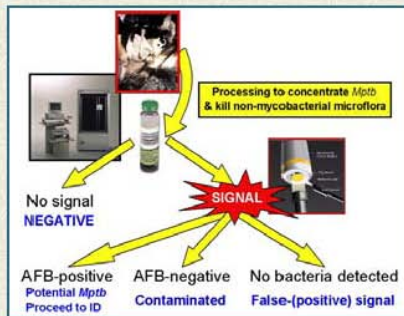 Processing to concentrate Mptb
& kill non-mycobacterial microflora
No signal
NEGATIVE
SIGNAL
AFB-positive
Potential Mptb
Proceed to ID
AFB-negative
Contaminated
No bacteria detected
False-(positive) signal